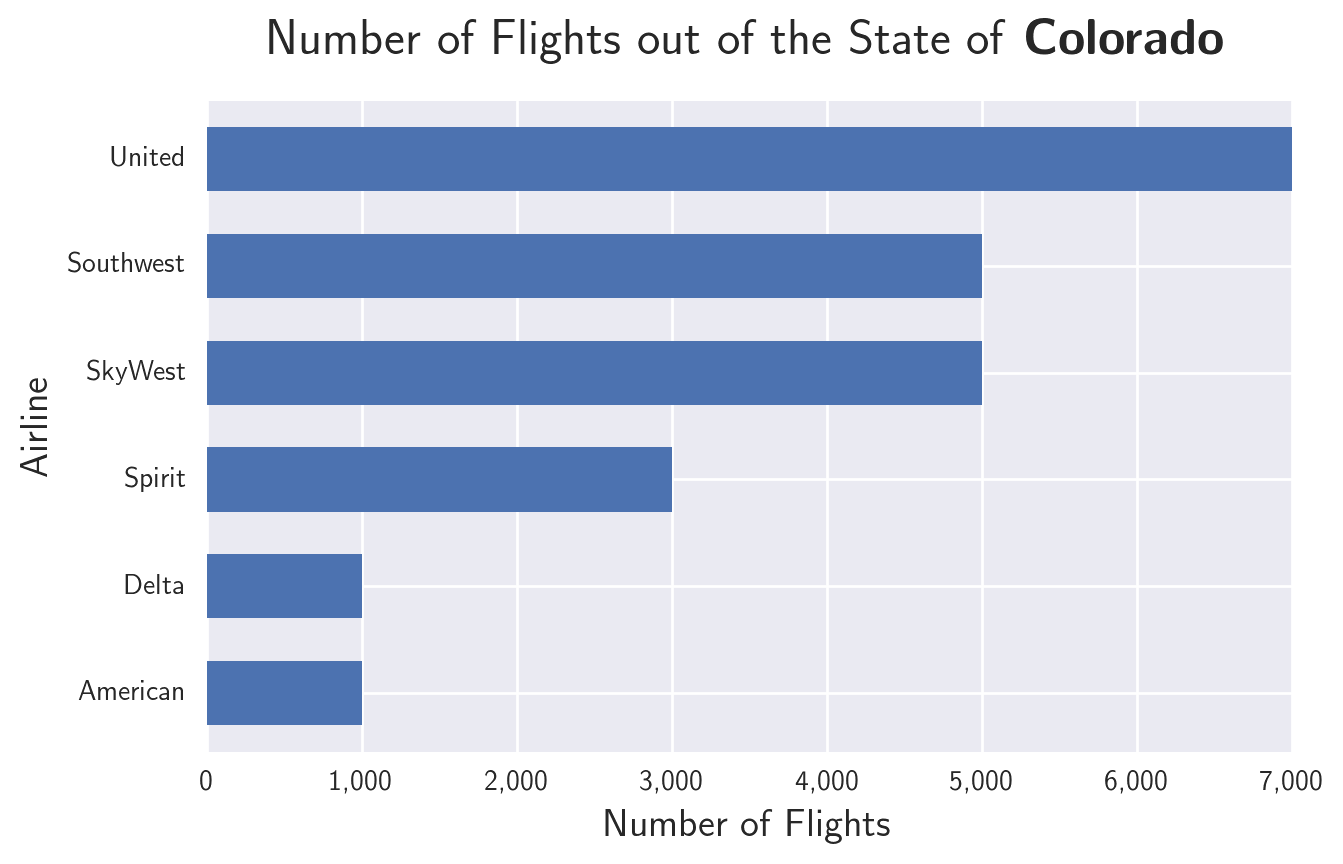 Number of Flights out of the State of Colorado
United
Southwest
SkyWest
Spirit
Delta
American
Airline
0 1,000 2,000 3,000 4,000 5,000 6,000 7,000
Number of Flights